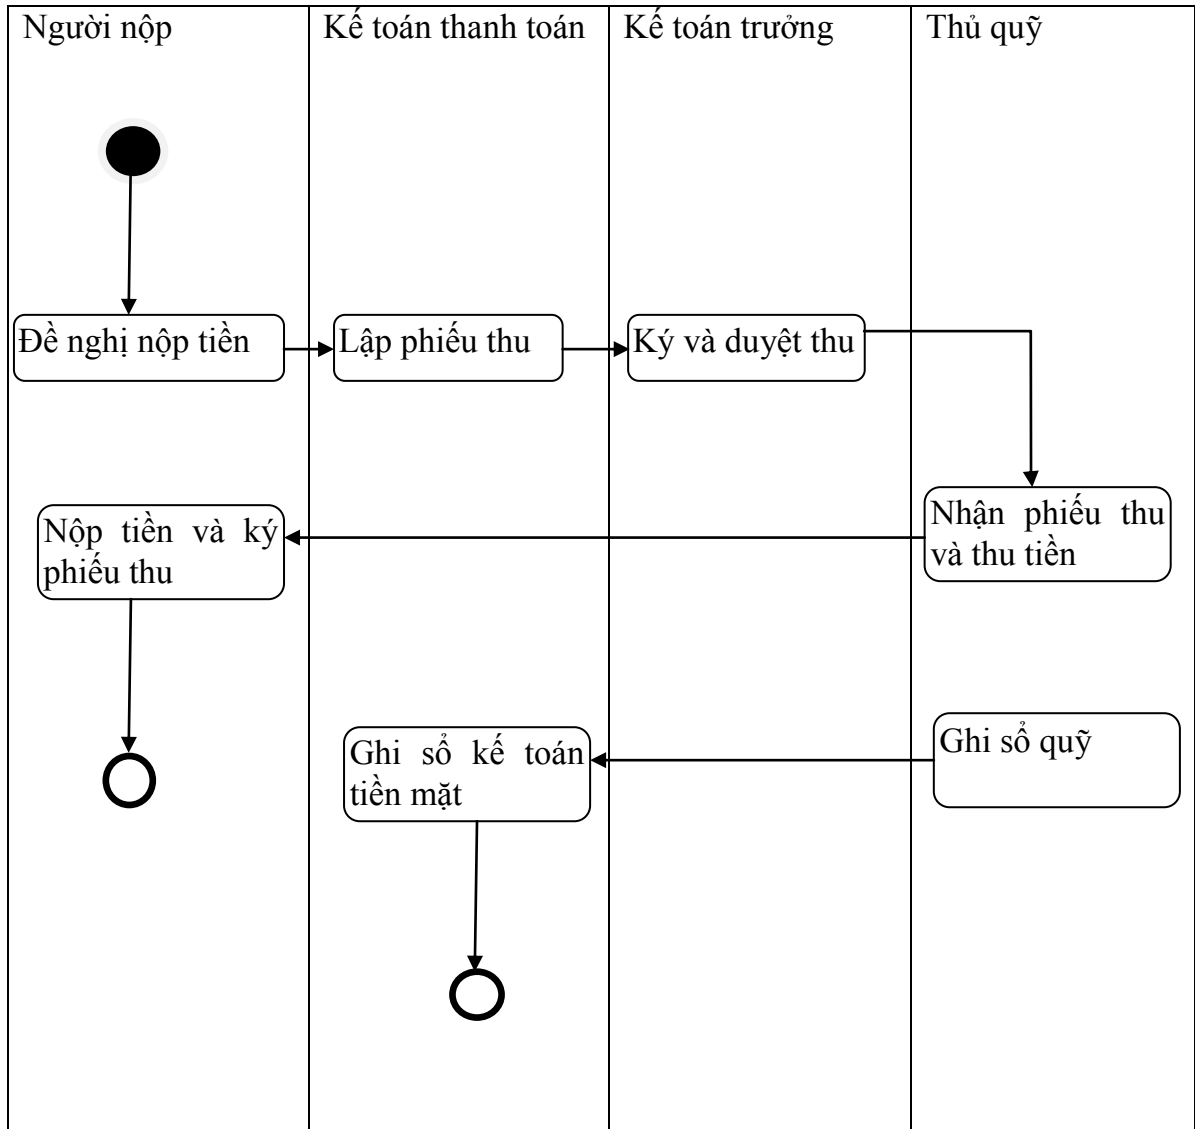 Người nộp
Kế toán thanh toán
Kế toán trưởng
Thủ quỹ
Đề nghị nộp tiền
Lập phiếu thu
Ký và duyệt thu
Nộp tiền và ký
phiếu thu
Nhận phiếu thu
và thu tiền
Ghi sổ kế toán
tiền mặt
Ghi sổ quỹ